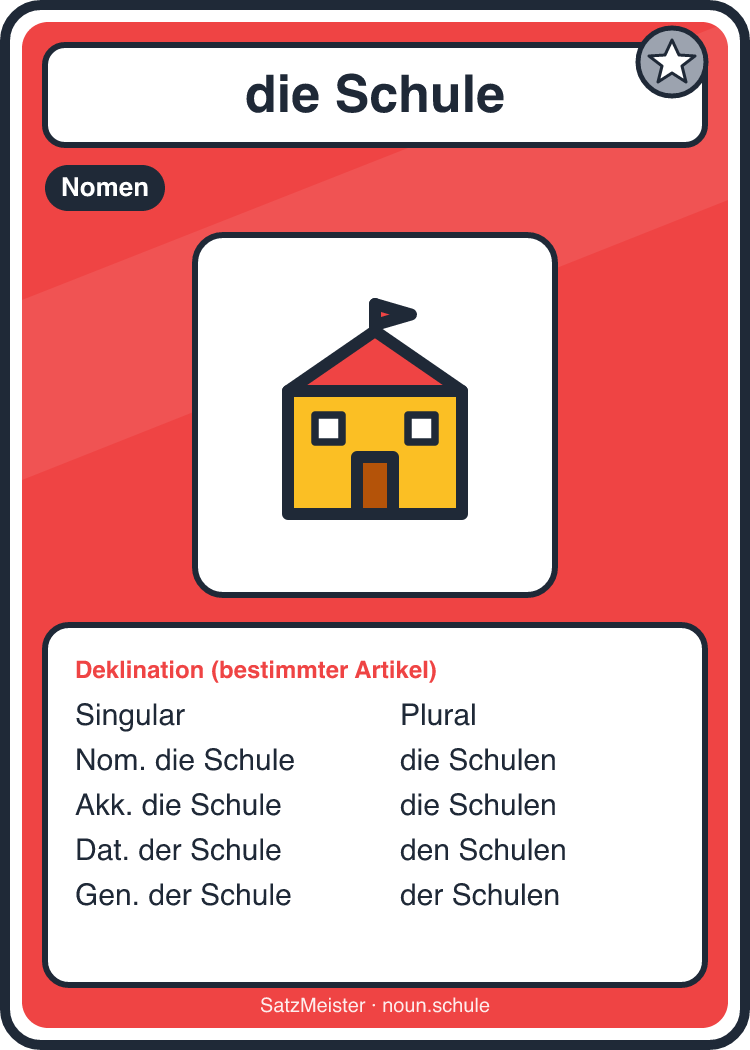 die Schule
Nomen
Deklination (bestimmter Artikel)
Singular Plural
Nom. die Schule die Schulen
Akk. die Schule die Schulen
Dat. der Schule den Schulen
Gen. der Schule der Schulen
SatzMeister · noun.schule